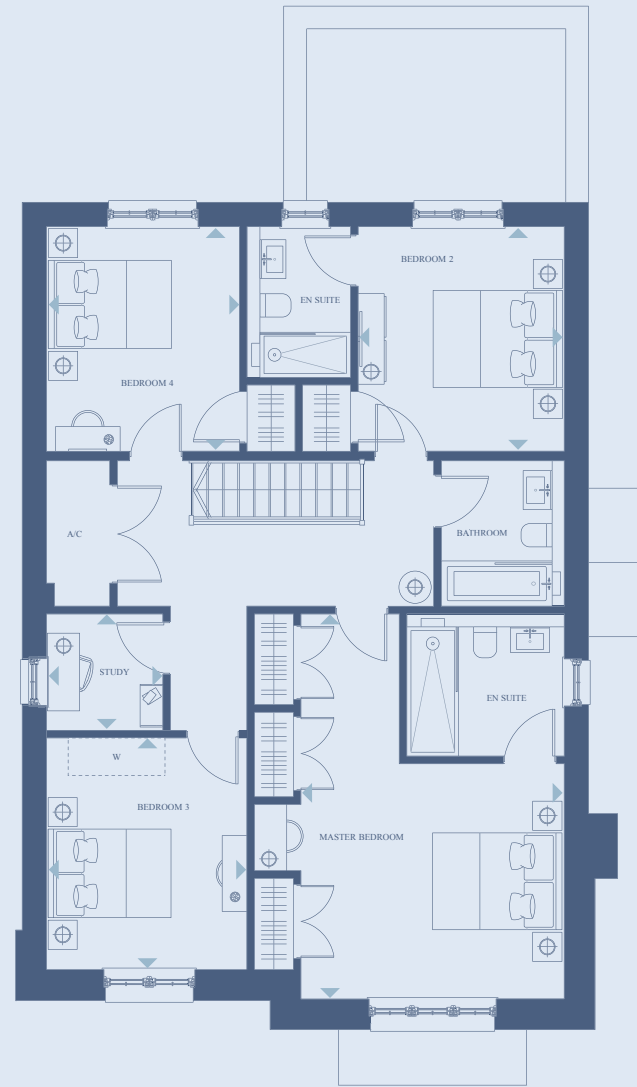 BEDROOM 2
EN SUITE
BEDROOM 4
A/C
BATHROOM
STUDY
EN SUITE
W
BEDROOM 3
MASTER BEDROOM